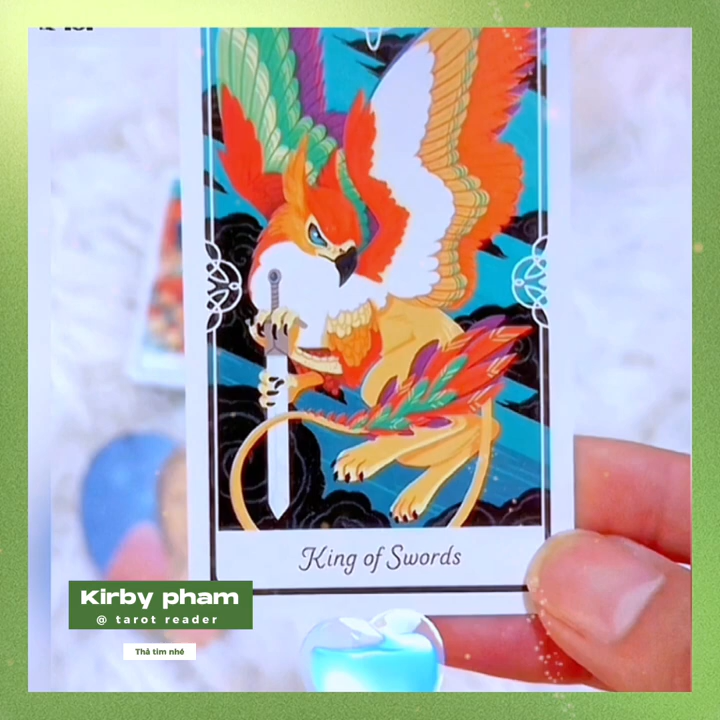 King of Swords
Kirby pham
@ tarot reader
Thả tim nhé